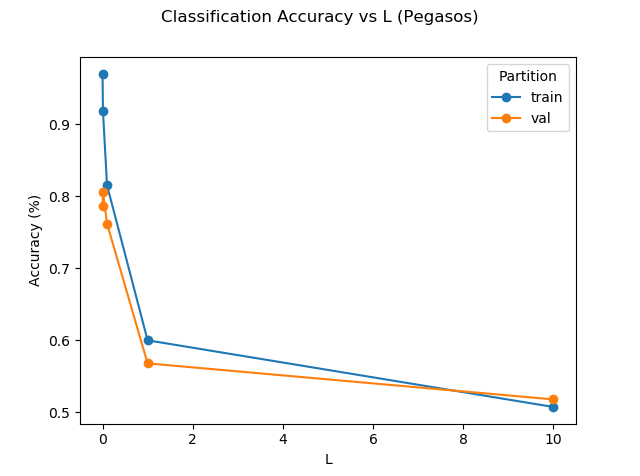 Classification Accuracy vs L (Pegasos)
Partition
train
val
Accuracy (%)
0.9
0.8
0.7
0.6
0.5
0 2 4 6 8 10
L